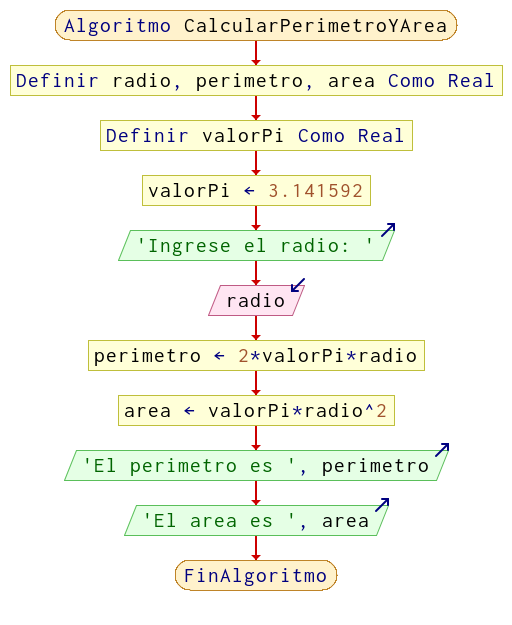 Algoritmo CalcularPerimetroYArea
Definir radio, perimetro, area Como Real
Definir valorPi Como Real
valorPi ← 3.141592
'Ingrese el radio: '
radio
perimetro ← 2*valorPi*radio
area ← valorPi*radio^2
'El perimetro es ', perimetro
'El area es ', area
FinAlgoritmo